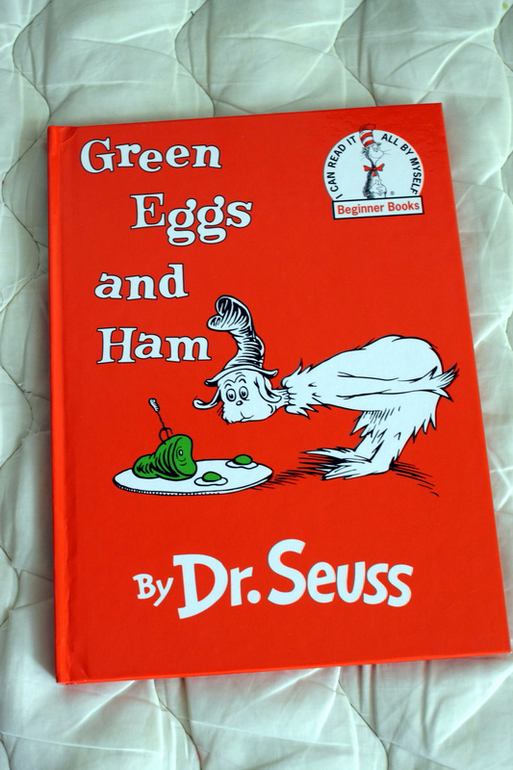 Green
Eggs
and
Ham
I CAN READ IT ALL BY MYSELF
Beginner Books
By Dr. Seuss